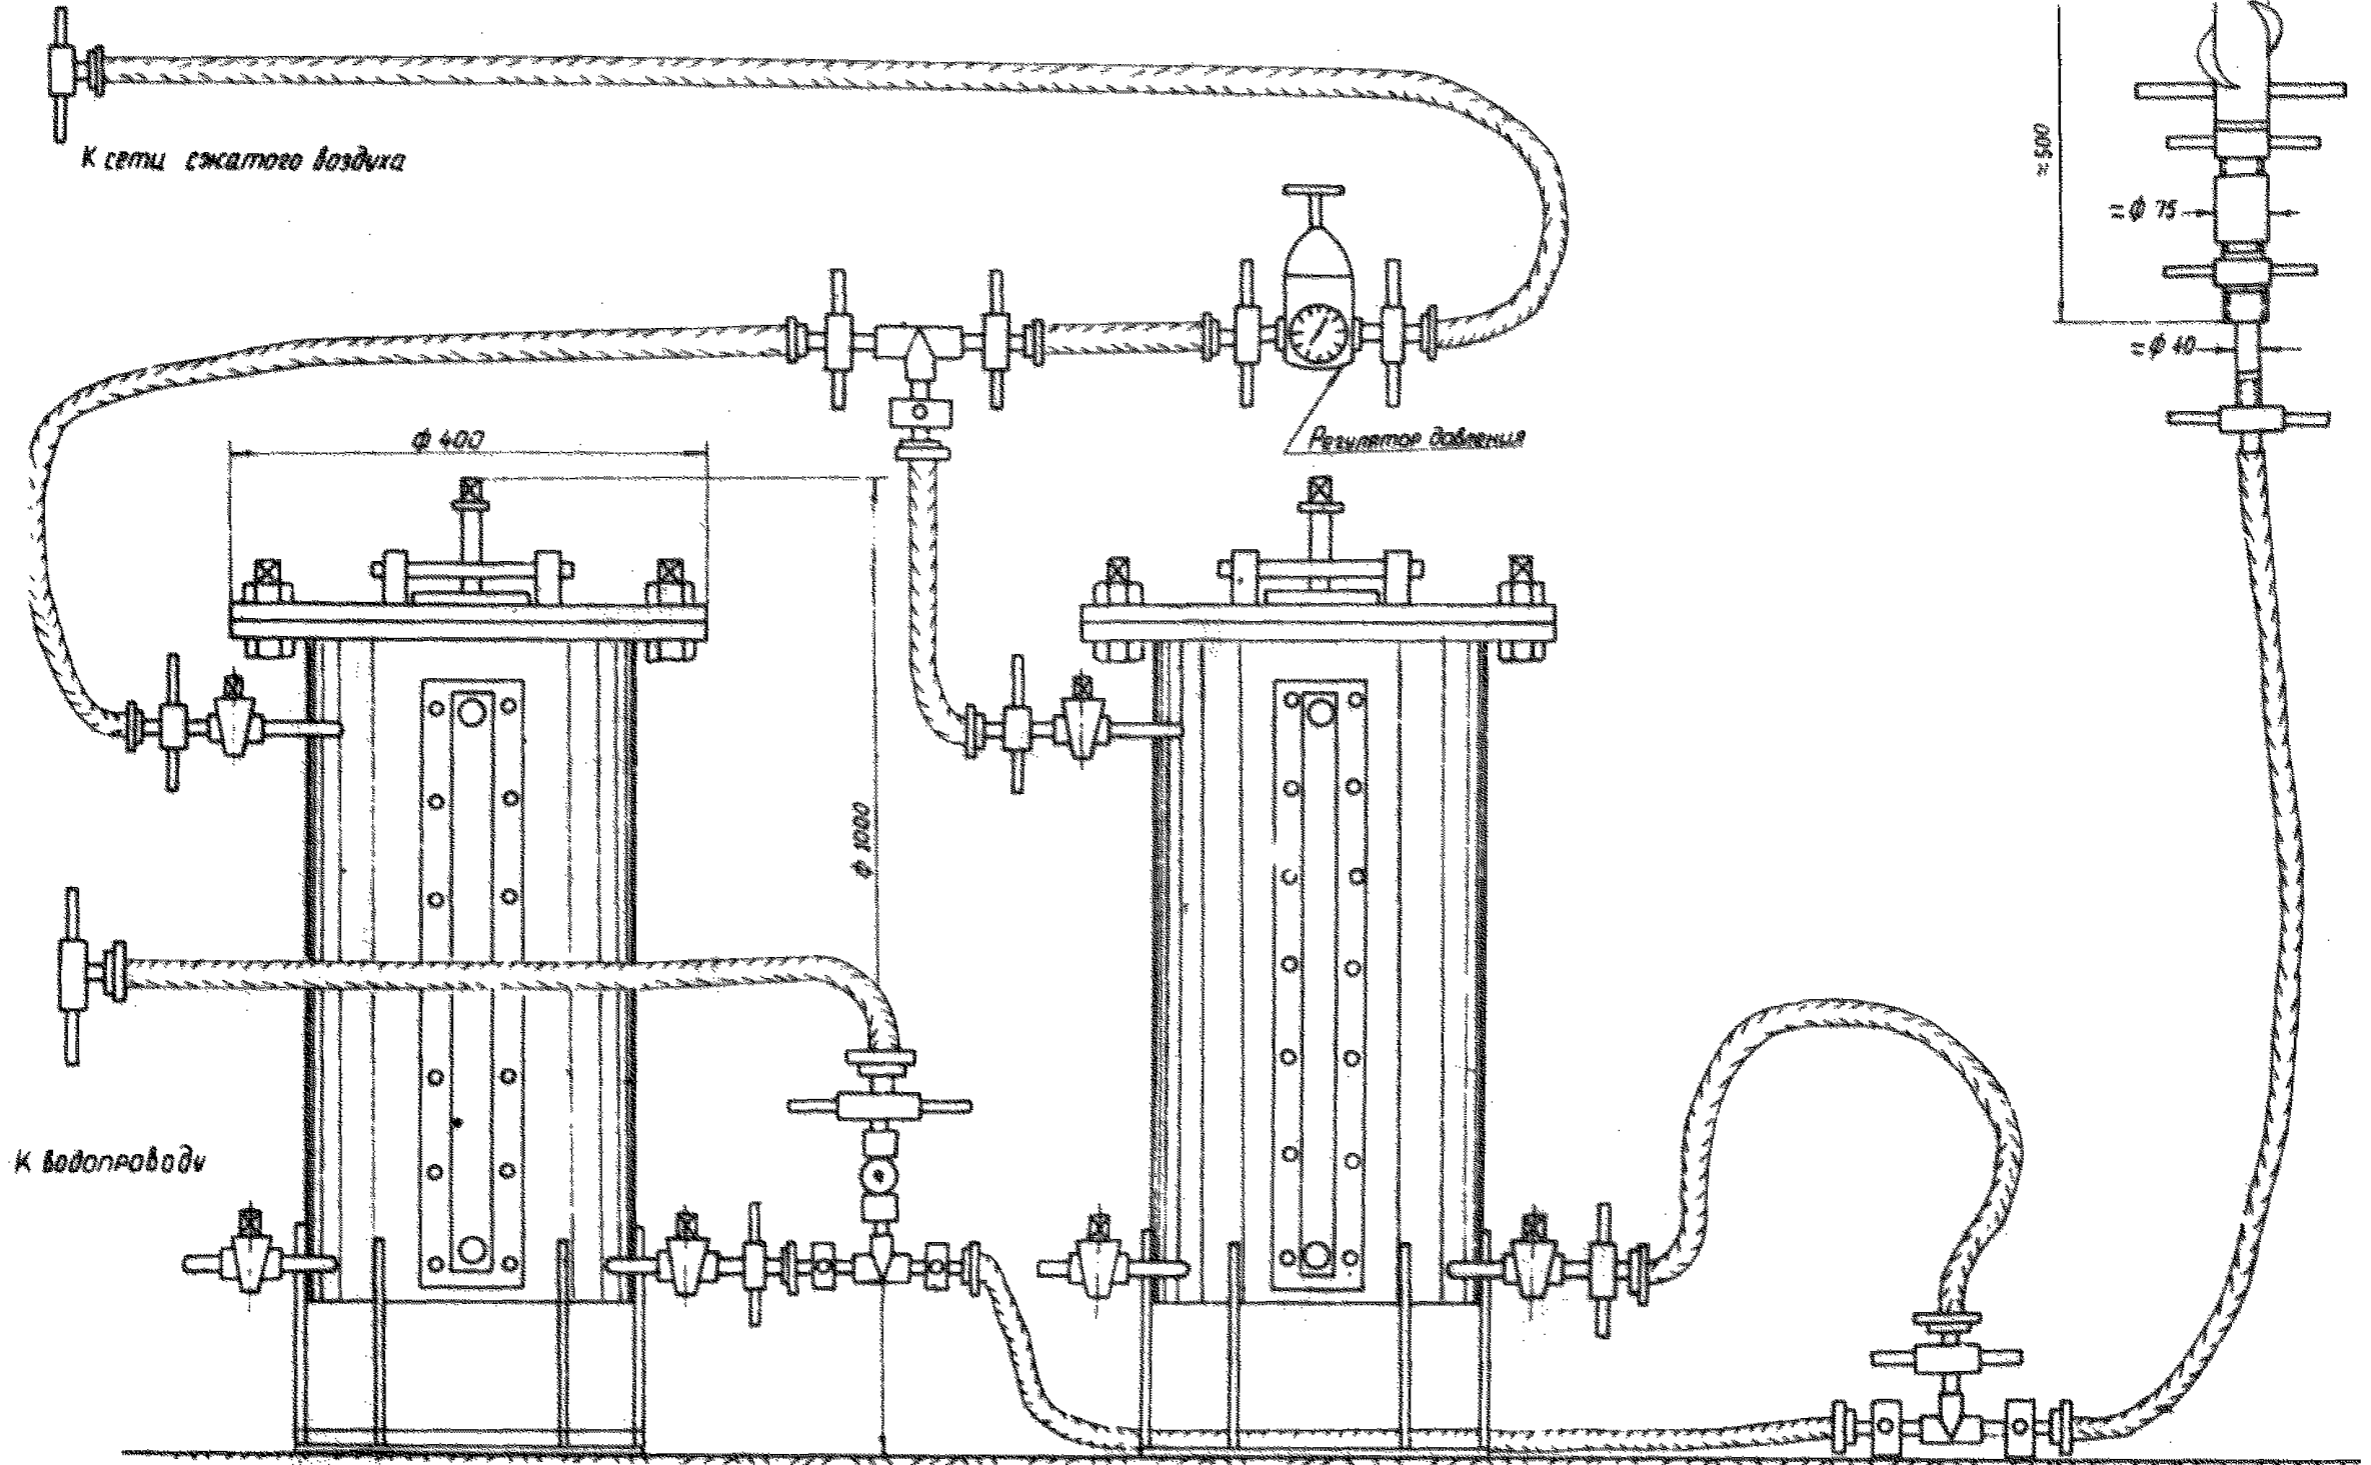 К сети сжатого воздуха
≈500
≈ϕ 75
≈ϕ 40
ϕ 400
Регулятор давления
ϕ 1000
К водопроводу